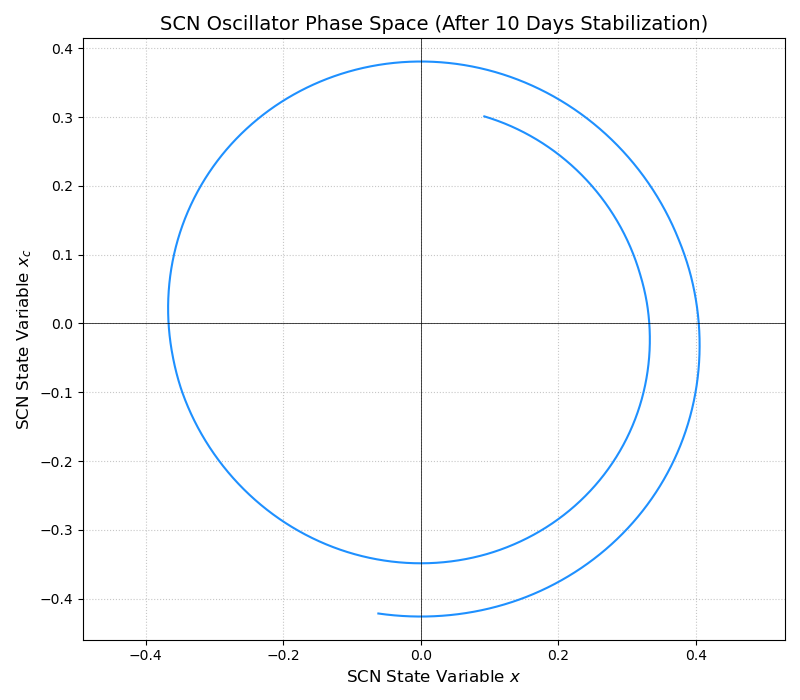 SCN Oscillator Phase Space (After 10 Days Stabilization)
SCN State Variable x_c
0.4
0.3
0.2
0.1
0.0
−0.1
−0.2
−0.3
−0.4
−0.4 −0.2 0.0 0.2 0.4
SCN State Variable x